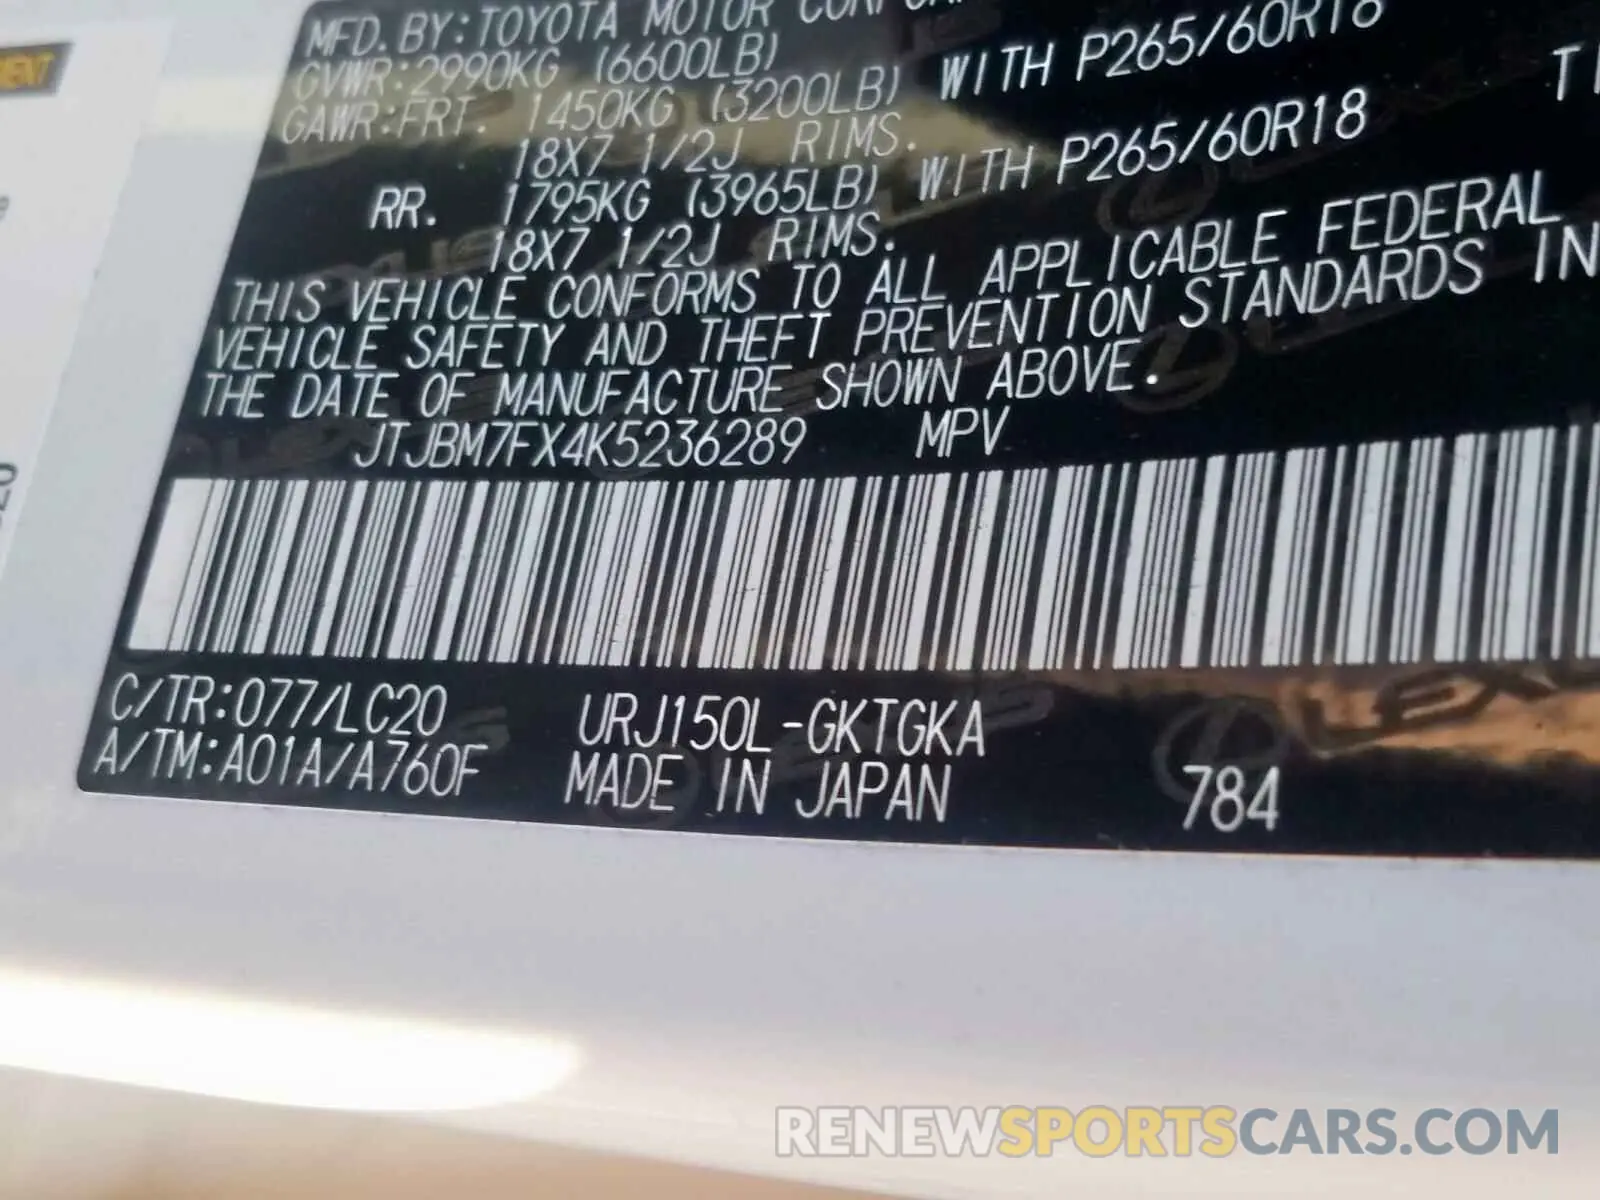 MFD. BY: TOYOTA MOTOR
GVWR: 2990KG (6600LB)
GAWR: FRT. 1450KG (3200LB) WITH P265/60R18
18X7 1/2J RIMS.
RR. 1795KG (3965LB) WITH P265/60R18
18X7 1/2J RIMS.
THIS VEHICLE CONFORMS TO ALL APPLICABLE FEDERAL
VEHICLE SAFETY AND THEFT PREVENTION STANDARDS IN
THE DATE OF MANUFACTURE SHOWN ABOVE.
JTJBM7FX4K5236289 MPV
C/TR: 077/LC20 URJ150L-GKTGKA
A/TM: A01A/A760F MADE IN JAPAN 784
RENEWSPORTSCARS.COM